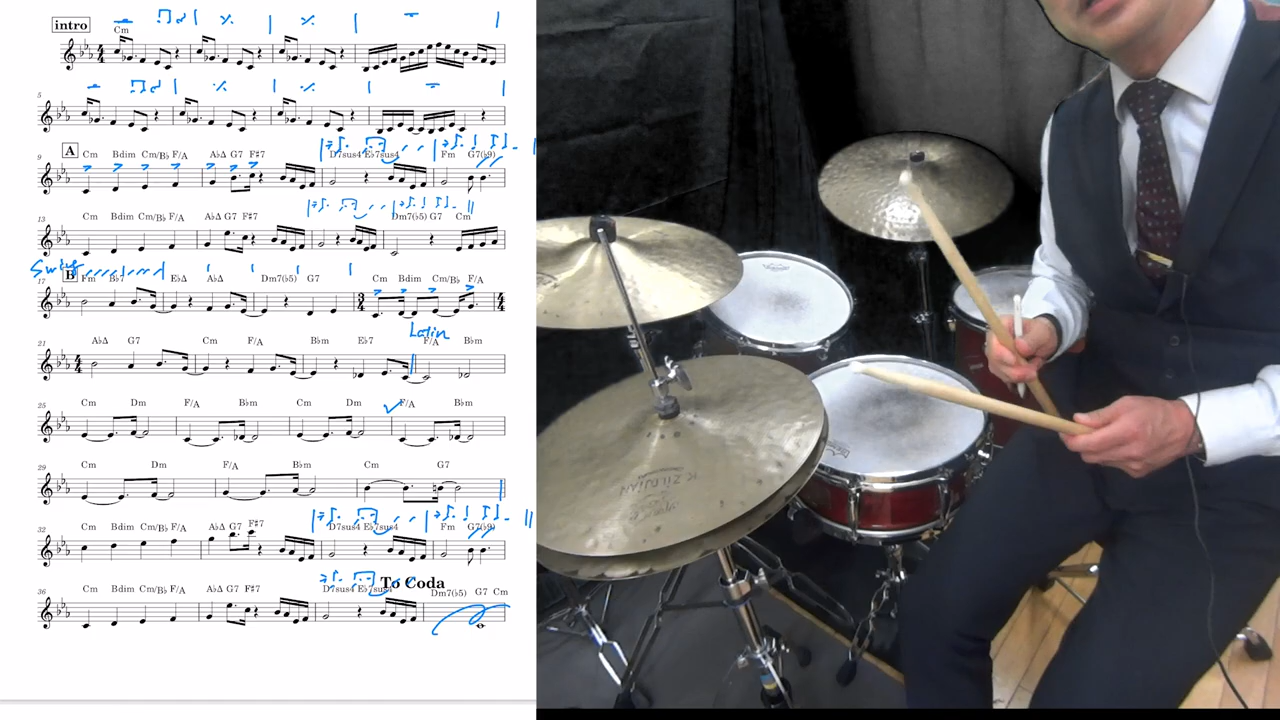 intro
Cm
5
A
9
Cm Bdim Cm/B♭ F/A A♭Δ G7 F♯7 D7sus4 E♭7sus4 Fm G7(♭9)
13
Cm Bdim Cm/B♭ F/A A♭Δ G7 F♯7 Dm7(♭5) G7 Cm
Swing
B
17
Fm B♭7 E♭Δ A♭Δ Dm7(♭5) G7 Cm Bdim Cm/B♭ F/A
Latin
21
A♭Δ G7 Cm F/A B♭m E♭7 F/A B♭m
25
Cm Dm F/A B♭m Cm Dm F/A B♭m
29
Cm Dm F/A B♭m Cm G7
32
Cm Bdim Cm/B♭ F/A A♭Δ G7 F♯7 D7sus4 E♭7sus4 Fm G7(♭9)
To Coda
36
Cm Bdim Cm/B♭ F/A A♭Δ G7 F♯7 D7sus4 E♭7sus4 Dm7(♭5) G7 Cm
K ZILDJIAN